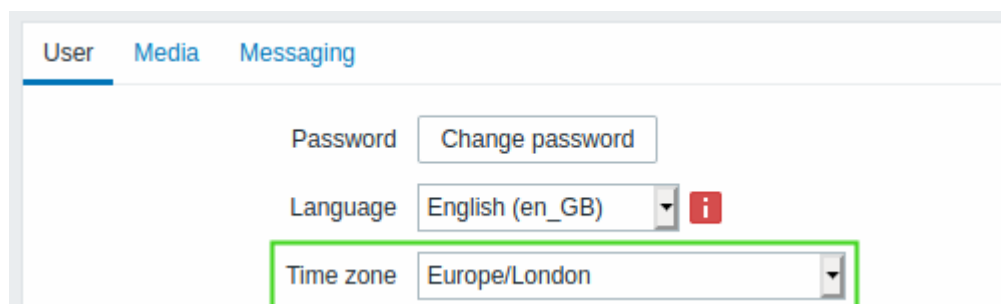 User Media Messaging
Password Change password
Language English (en_GB) i
Time zone Europe/London